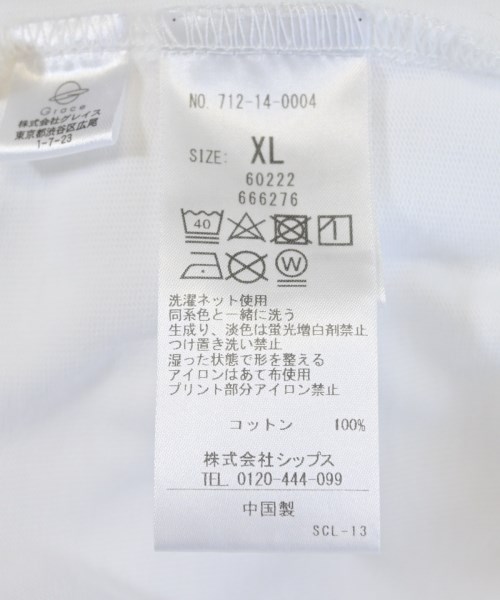 Grace
株式会社グレイス
東京都渋谷区広尾
1-7-23
NO. 712-14-0004
SIZE: XL
60222
666276
40
W
洗濯ネット使用
同系色と一緒に洗う
生成り、淡色は蛍光増白剤禁止
つけ置き洗い禁止
湿った状態で形を整える
アイロンはあて布使用
プリント部分アイロン禁止
コットン 100%
株式会社シップス
TEL. 0120-444-099
中国製
SCL-13